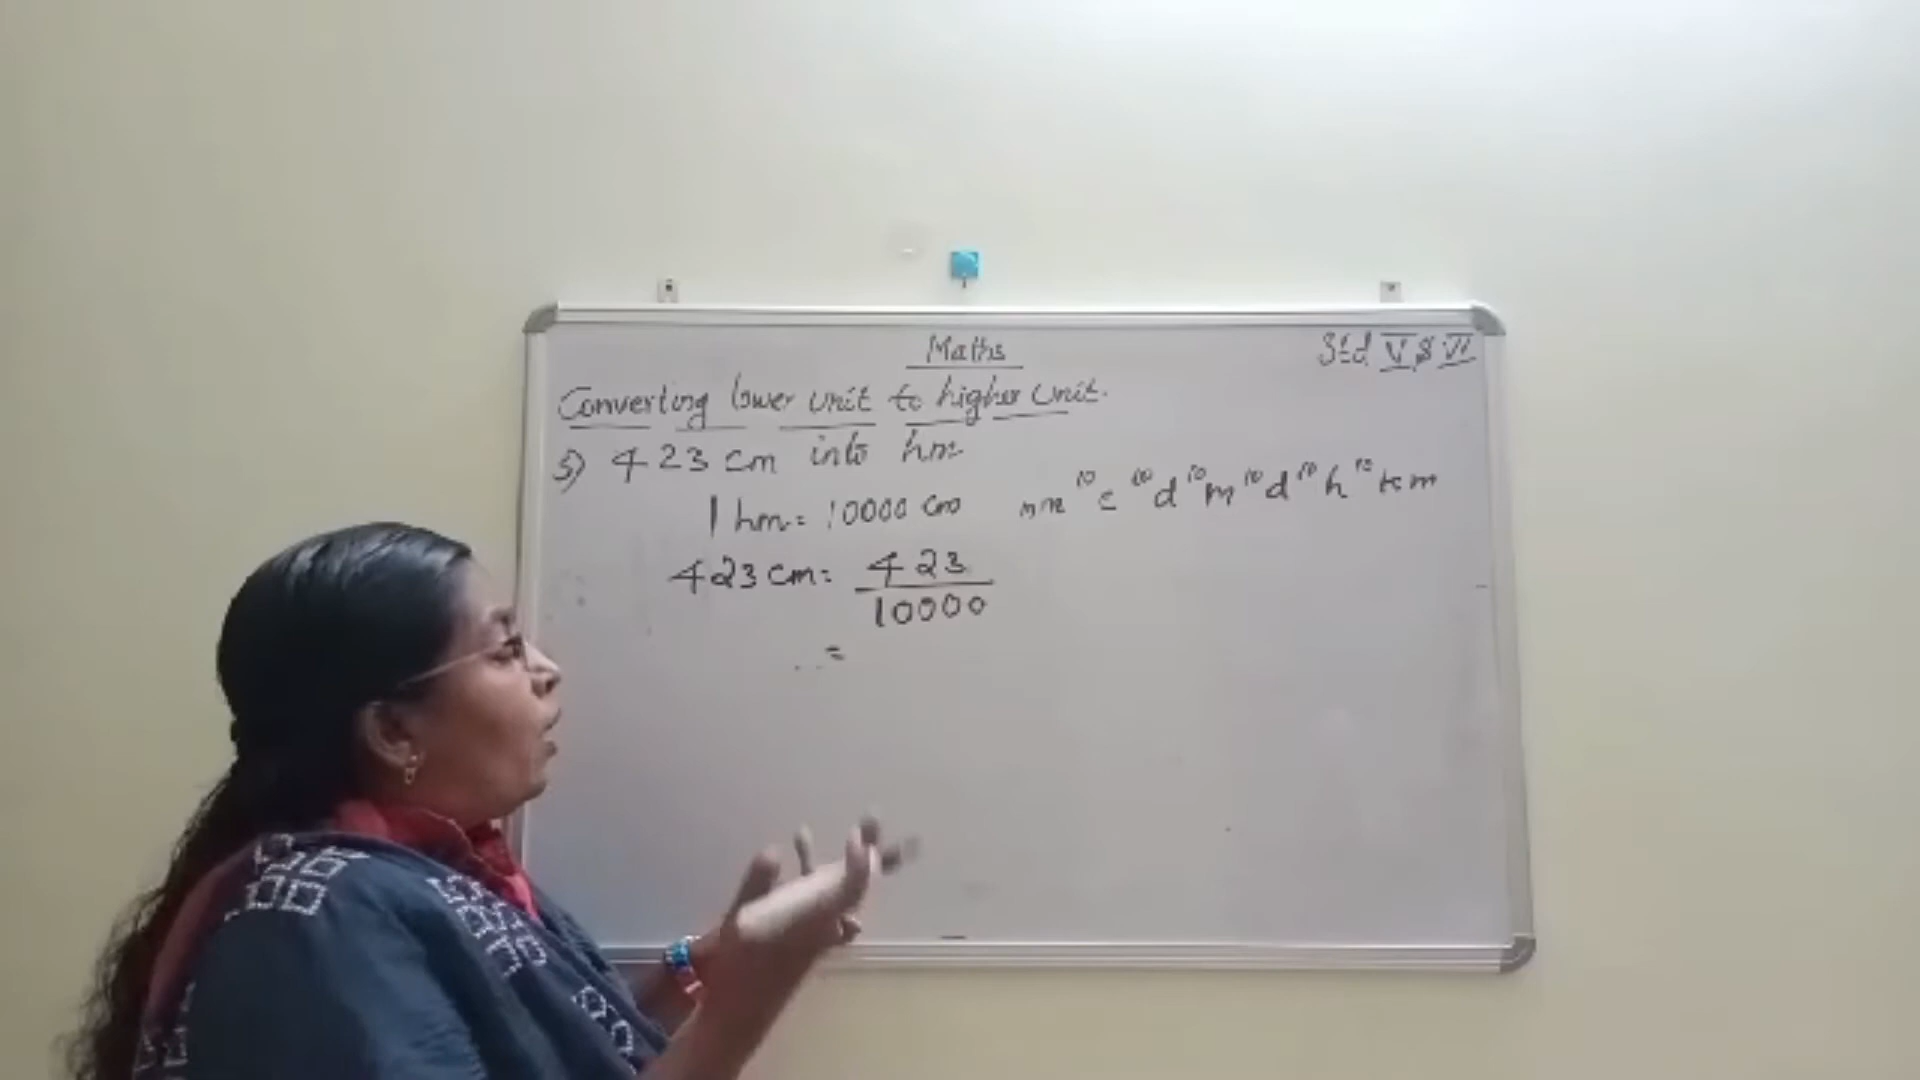 Maths
Std V & VI
Converting lower unit to higher unit.
5) 423 cm into hm
1 hm = 10000 cm
mm 10 c 10 d 10 m 10 d 10 h 10 km
423 cm = 423
10000
=